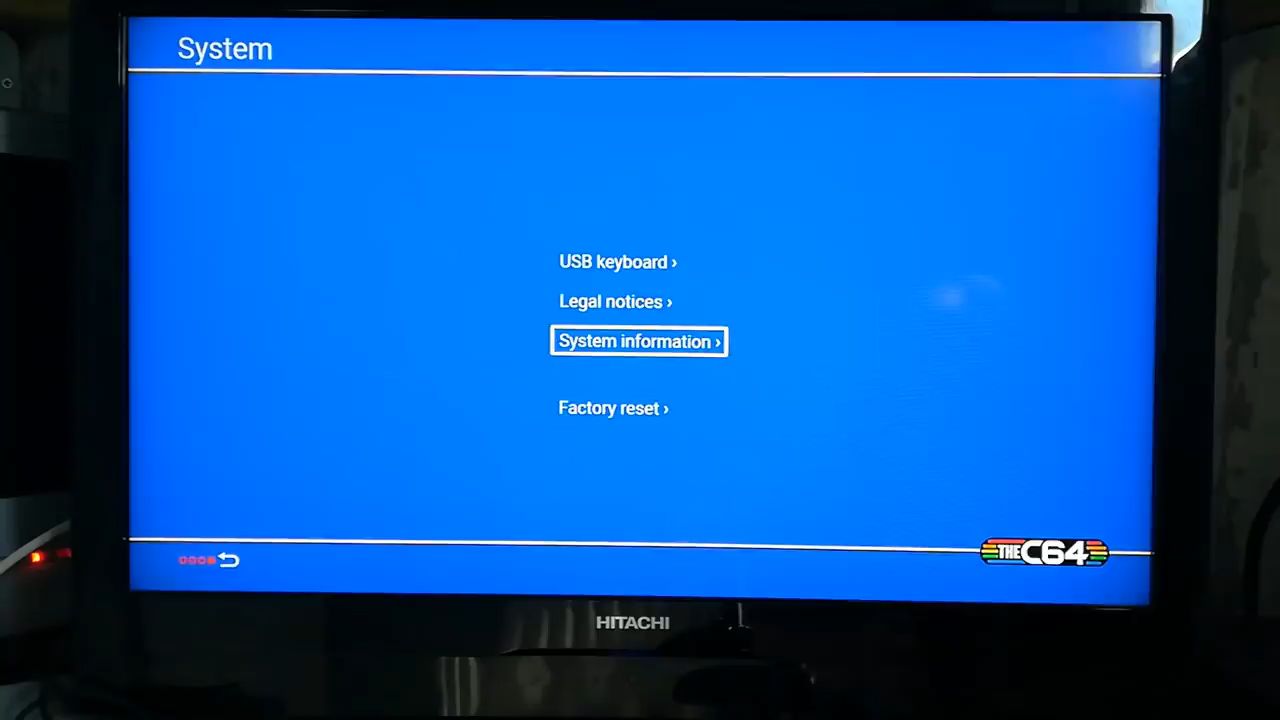 System
USB keyboard ›
Legal notices ›
System information ›
Factory reset ›
THEC64
HITACHI